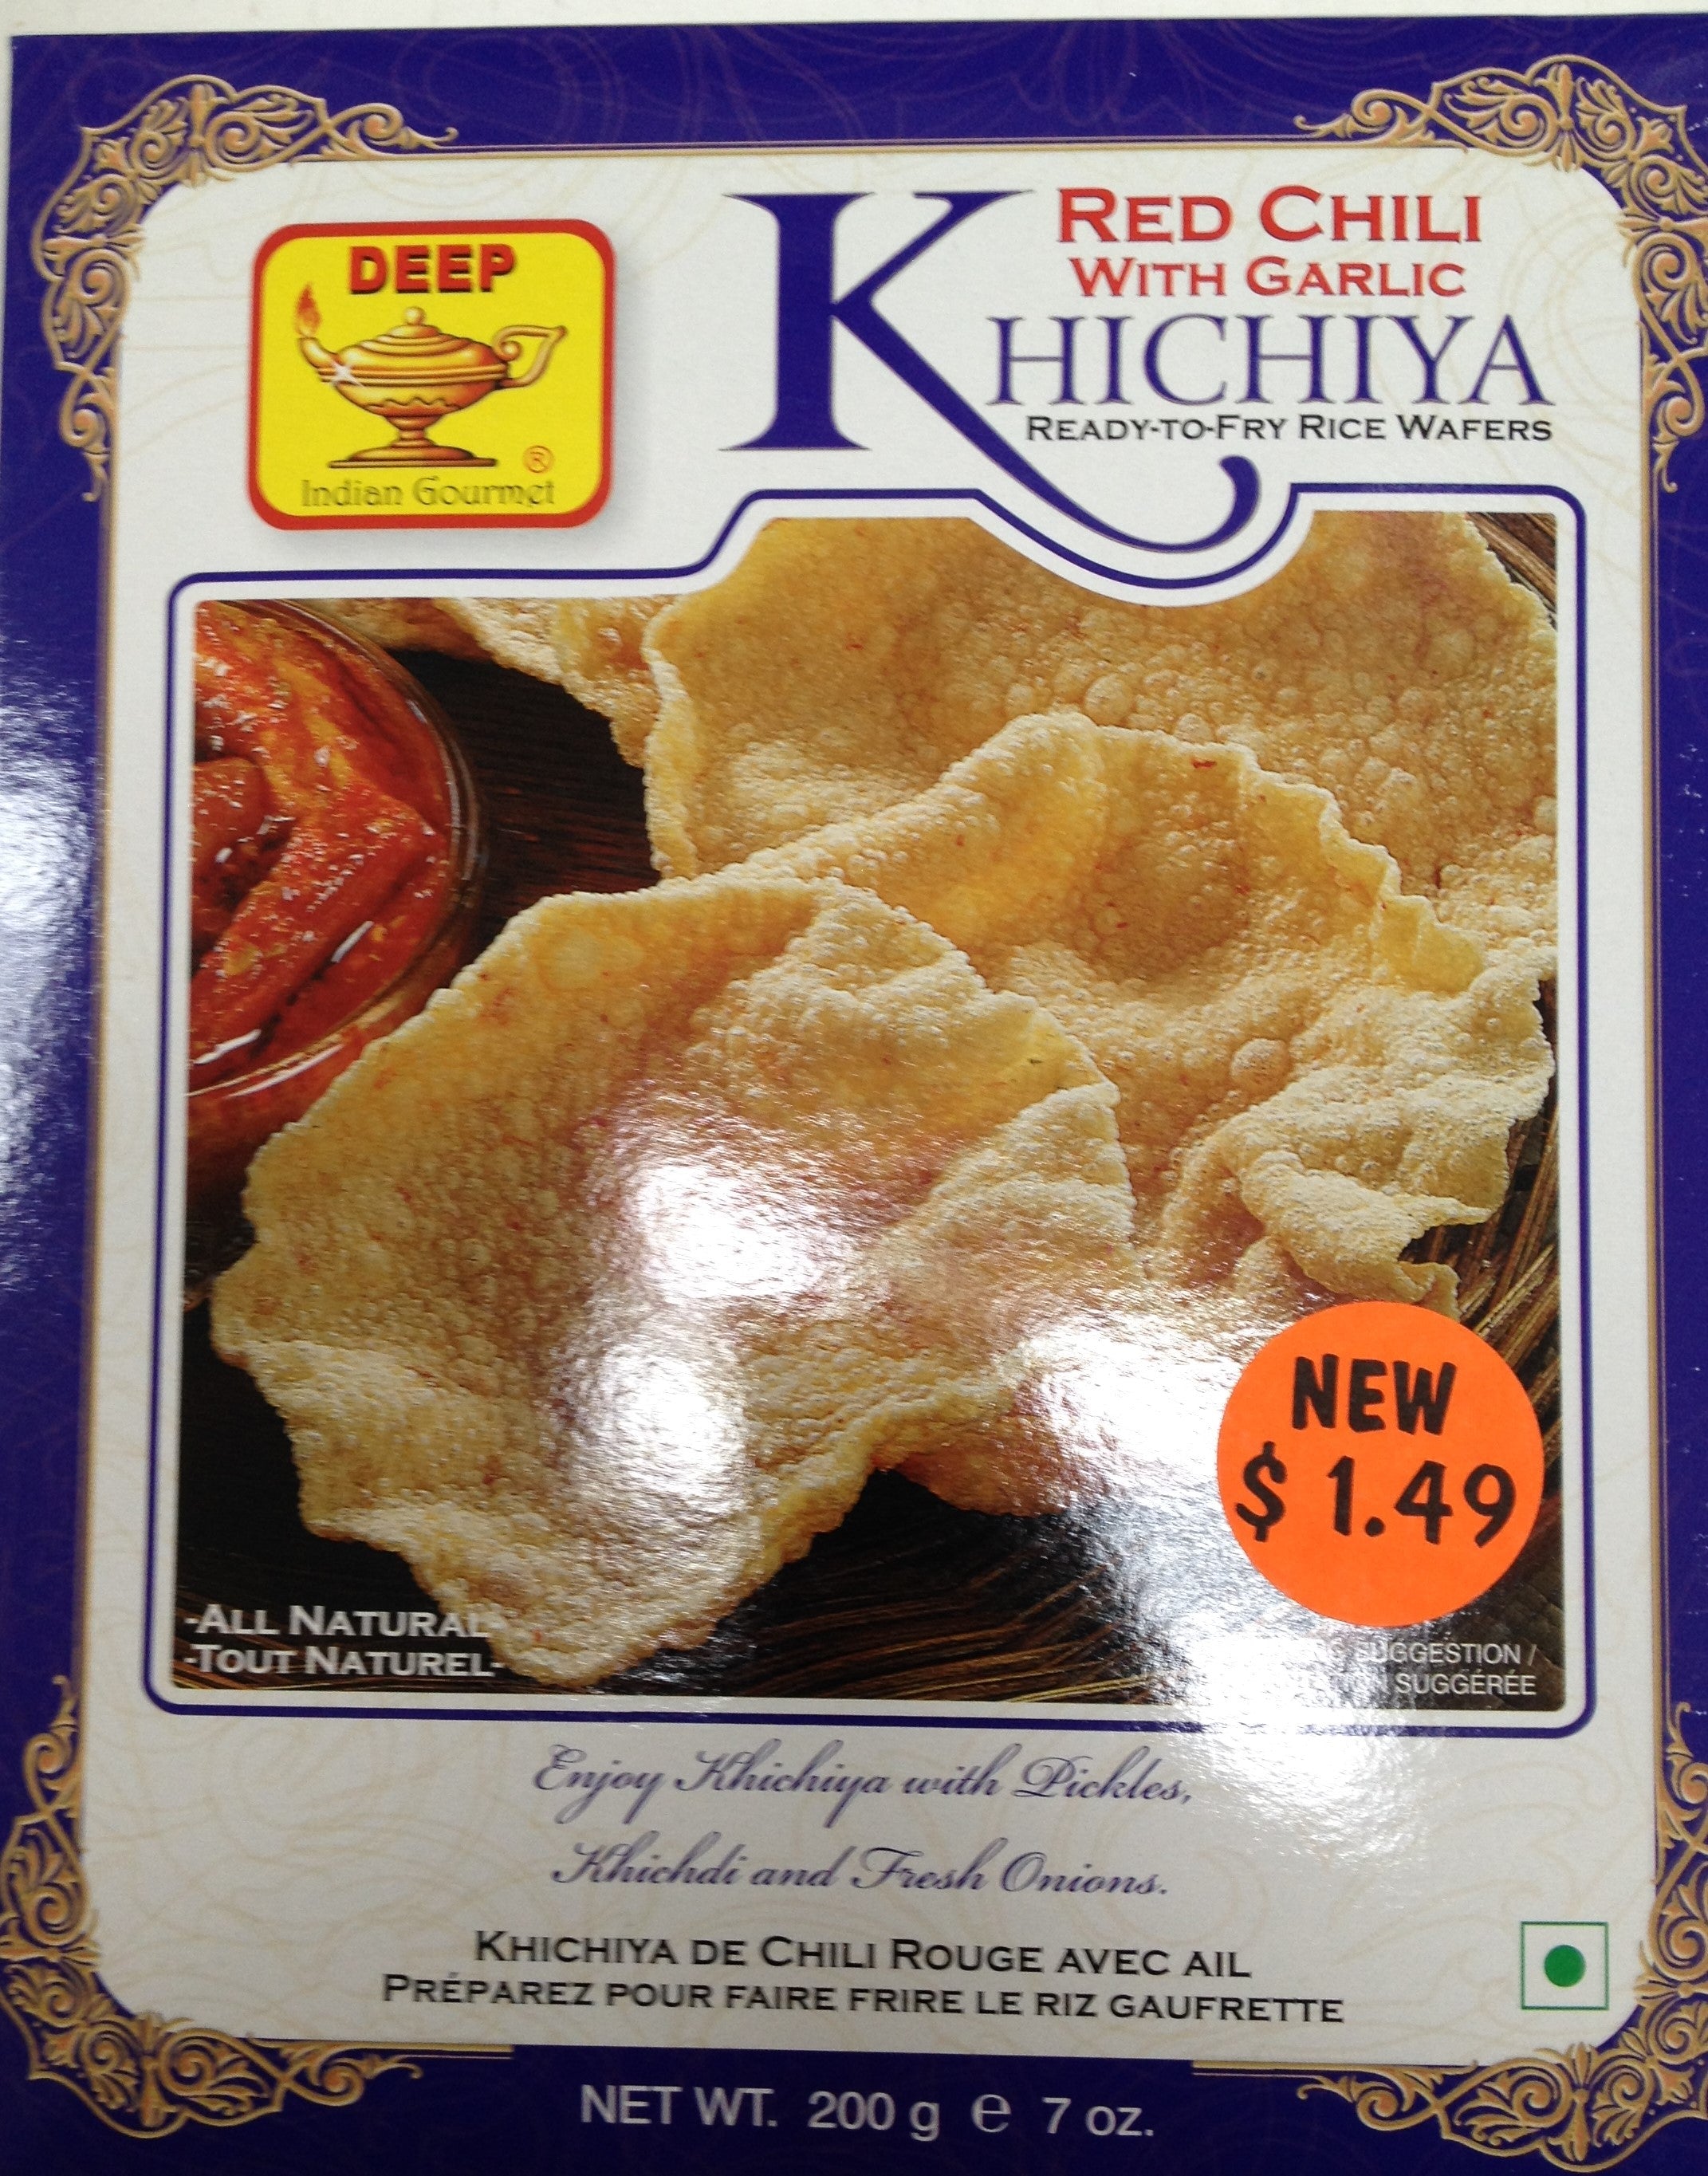 DEEP
Indian Gourmet
®
RED CHILI
WITH GARLIC
KHICHIYA
READY-TO-FRY RICE WAFERS
NEW
$ 1.49
-ALL NATURAL-
-TOUT NATUREL-
SUGGESTION /
SUGGÉRÉE
Enjoy Khichiya with Pickles,
Khichdi and Fresh Onions.
KHICHIYA DE CHILI ROUGE AVEC AIL
PRÉPAREZ POUR FAIRE FRIRE LE RIZ GAUFRETTE
NET WT. 200 g e 7 oz.